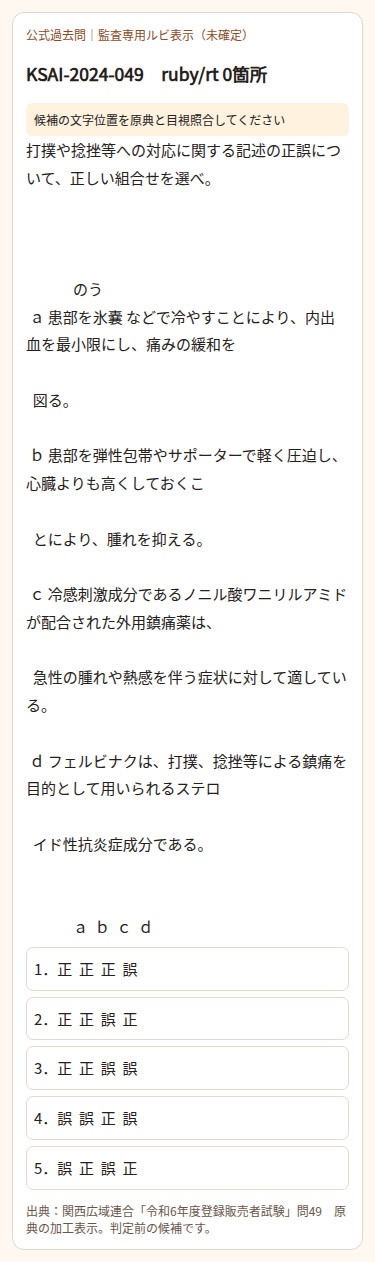 公式過去問｜監査専用ルビ表示（未確定）
KSAI-2024-049　ruby/rt 0箇所
候補の文字位置を原典と目視照合してください
打撲や捻挫等への対応に関する記述の正誤につ
いて、正しい組合せを選べ。
のう
ａ 患部を氷嚢 などで冷やすことにより、内出
血を最小限にし、痛みの緩和を
図る。
ｂ 患部を弾性包帯やサポーターで軽く圧迫し、
心臓よりも高くしておくこ
とにより、腫れを抑える。
ｃ 冷感刺激成分であるノニル酸ワニリルアミド
が配合された外用鎮痛薬は、
急性の腫れや熱感を伴う症状に対して適してい
る。
ｄ フェルビナクは、打撲、捻挫等による鎮痛を
目的として用いられるステロ
イド性抗炎症成分である。
ａ ｂ ｃ ｄ
1．正 正 正 誤
2．正 正 誤 正
3．正 正 誤 誤
4．誤 誤 正 誤
5．誤 正 誤 正
出典：関西広域連合「令和6年度登録販売者試験」問49　原
典の加工表示。判定前の候補です。